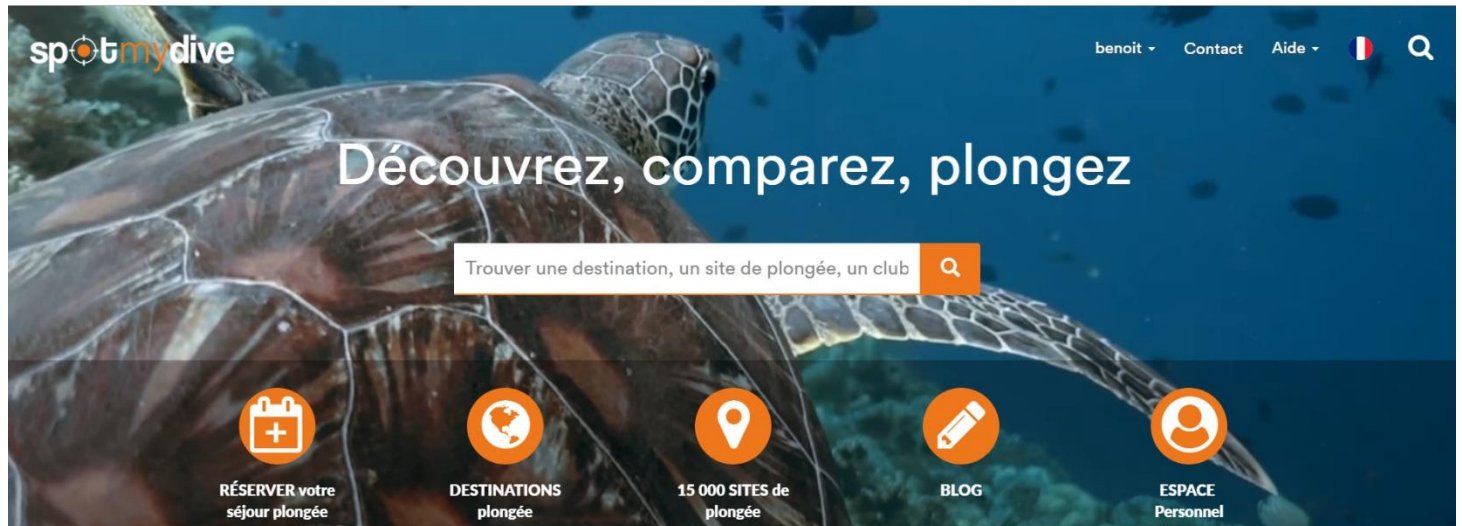 spotmydive
benoit
Contact
Aide
Découvrez, comparez, plongez
Trouver une destination, un site de plongée, un club
RÉSERVER votre
séjour plongée
DESTINATIONS
plongée
15 000 SITES de
plongée
BLOG
ESPACE
Personnel